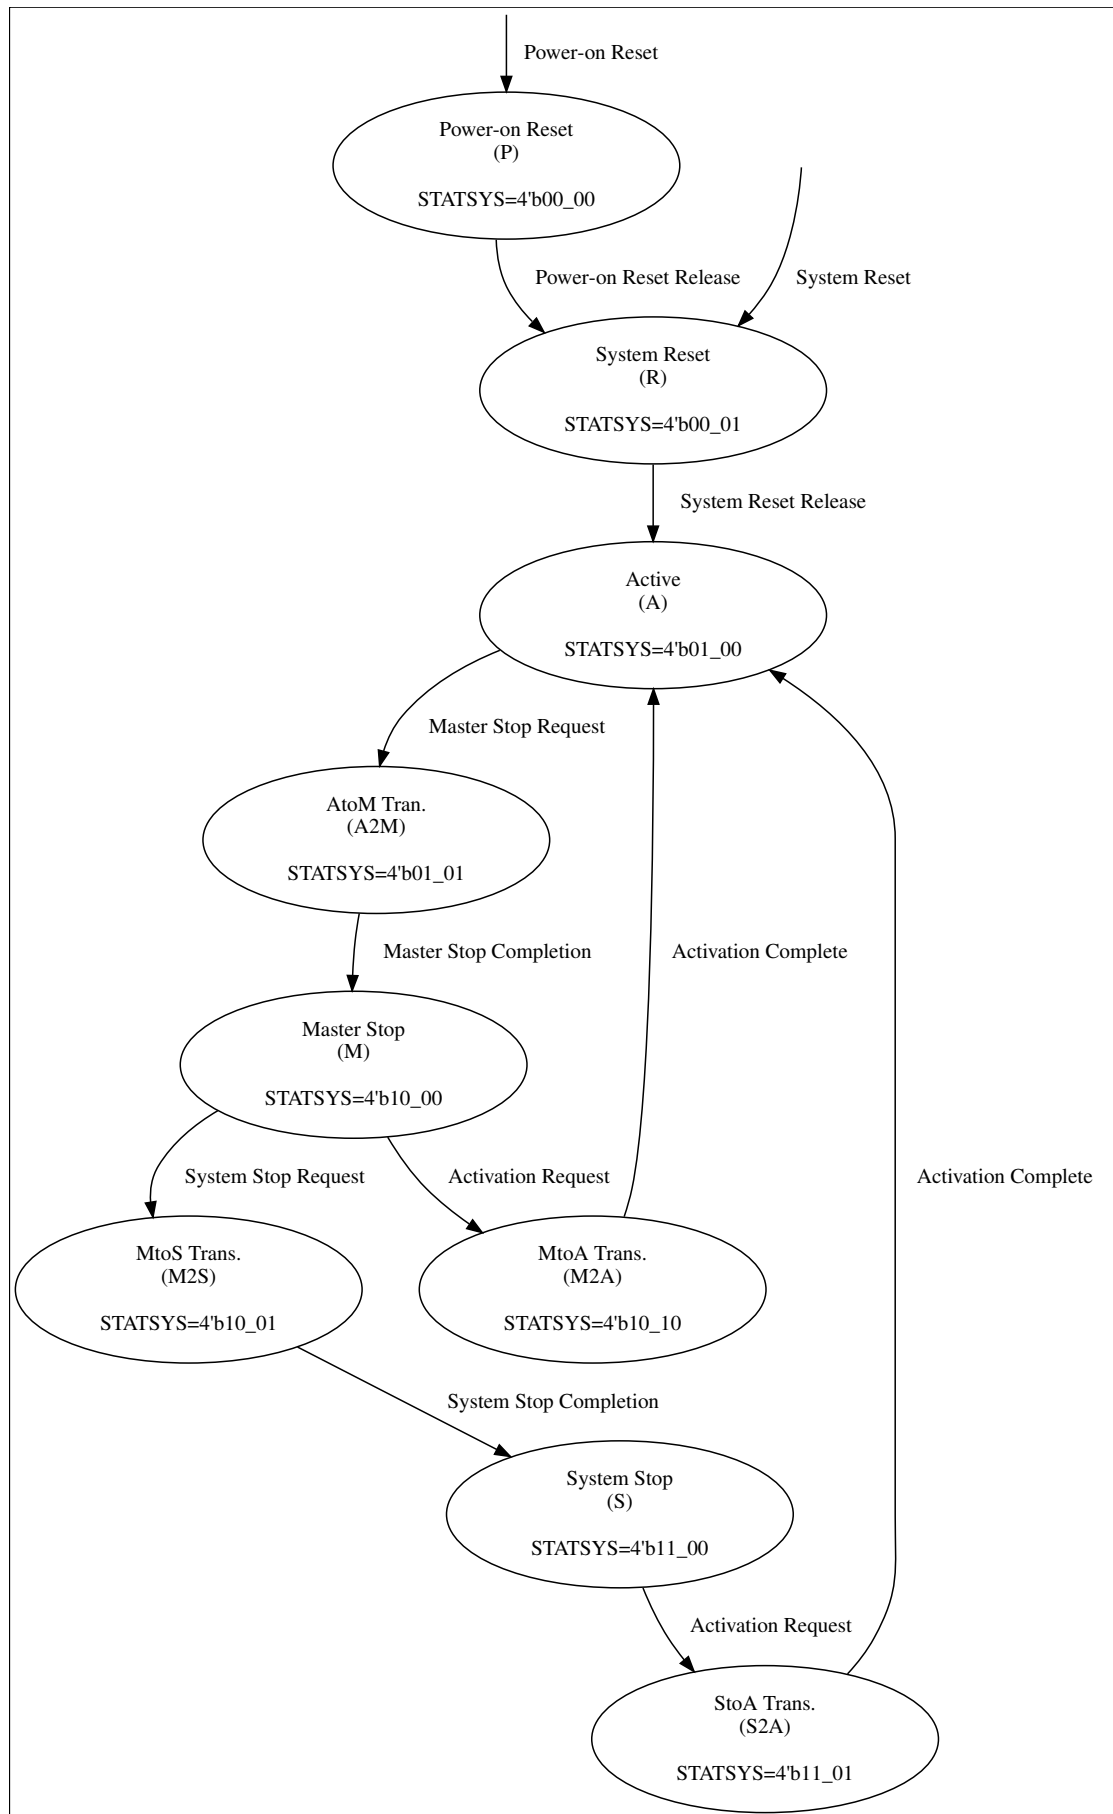 Power-on Reset
Power-on Reset
(P)
STATSYS=4'b00_00
Power-on Reset Release
System Reset
System Reset
(R)
STATSYS=4'b00_01
System Reset Release
Active
(A)
STATSYS=4'b01_00
Master Stop Request
AtoM Tran.
(A2M)
STATSYS=4'b01_01
Master Stop Completion
Activation Complete
Master Stop
(M)
STATSYS=4'b10_00
System Stop Request
Activation Request
Activation Complete
MtoS Trans.
(M2S)
STATSYS=4'b10_01
MtoA Trans.
(M2A)
STATSYS=4'b10_10
System Stop Completion
System Stop
(S)
STATSYS=4'b11_00
Activation Request
StoA Trans.
(S2A)
STATSYS=4'b11_01